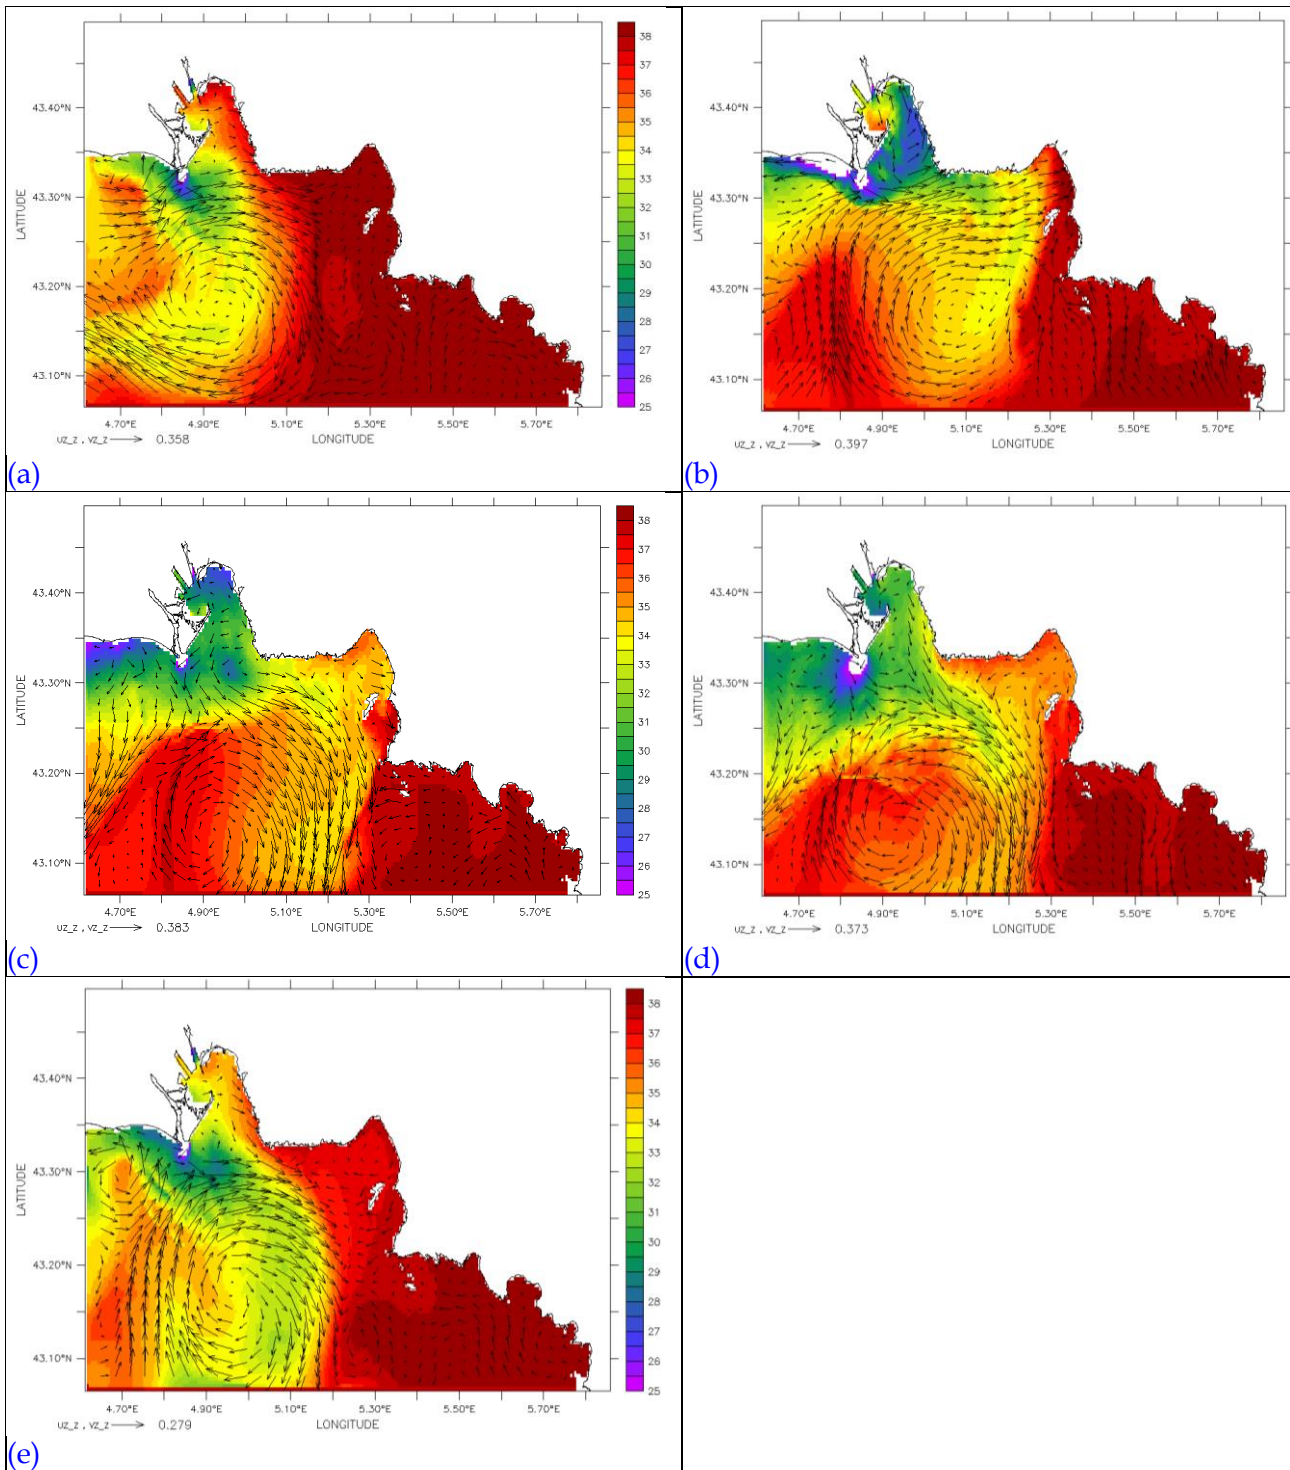 43.40°N
43.30°N
43.20°N
43.10°N
LATITUDE
4.70°E 4.90°E 5.10°E 5.30°E 5.50°E 5.70°E
LONGITUDE
uz_z , vz_z 0.358
38
37
36
35
34
33
32
31
30
29
28
27
26
25
(a)
43.40°N
43.30°N
43.20°N
43.10°N
LATITUDE
4.70°E 4.90°E 5.10°E 5.30°E 5.50°E 5.70°E
LONGITUDE
uz_z , vz_z 0.397
(b)
43.40°N
43.30°N
43.20°N
43.10°N
LATITUDE
4.70°E 4.90°E 5.10°E 5.30°E 5.50°E 5.70°E
LONGITUDE
uz_z , vz_z 0.383
38
37
36
35
34
33
32
31
30
29
28
27
26
25
(c)
43.40°N
43.30°N
43.20°N
43.10°N
LATITUDE
4.70°E 4.90°E 5.10°E 5.30°E 5.50°E 5.70°E
LONGITUDE
uz_z , vz_z 0.373
(d)
43.40°N
43.30°N
43.20°N
43.10°N
LATITUDE
4.70°E 4.90°E 5.10°E 5.30°E 5.50°E 5.70°E
LONGITUDE
uz_z , vz_z 0.279
38
37
36
35
34
33
32
31
30
29
28
27
26
25
(e)